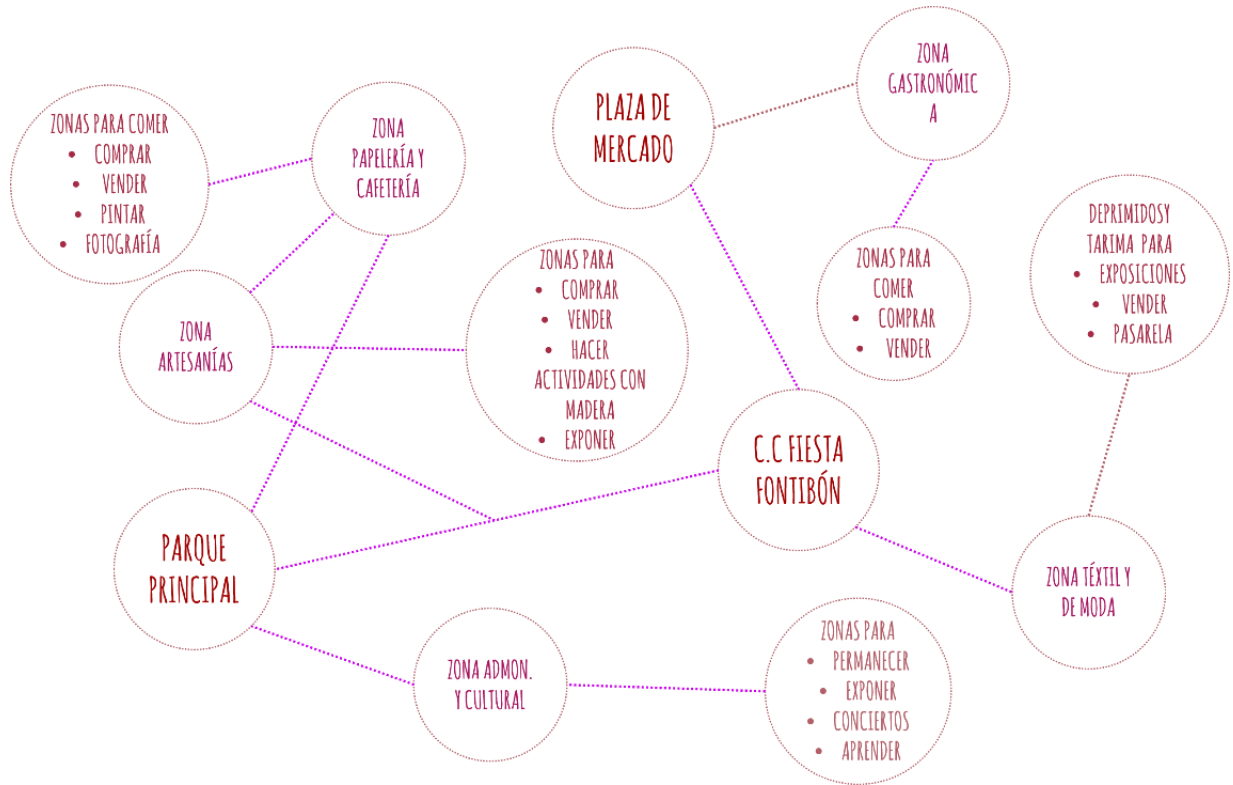 ZONAS PARA COMER
• COMPRAR
• VENDER
• PINTAR
• FOTOGRAFÍA
ZONA
PAPELERÍA Y
CAFETERÍA
PLAZA DE
MERCADO
ZONA
GASTRONÓMIC
A
ZONA
ARTESANÍAS
ZONAS PARA
• COMPRAR
• VENDER
• HACER
ACTIVIDADES CON
MADERA
• EXPONER
ZONAS PARA
COMER
• COMPRAR
• VENDER
DEPRIMIDOSY
TARIMA PARA
• EXPOSICIONES
• VENDER
• PASARELA
C.C FIESTA
FONTIBÓN
PARQUE
PRINCIPAL
ZONA TÉXTIL Y
DE MODA
ZONA ADMON.
Y CULTURAL
ZONAS PARA
• PERMANECER
• EXPONER
• CONCIERTOS
• APRENDER